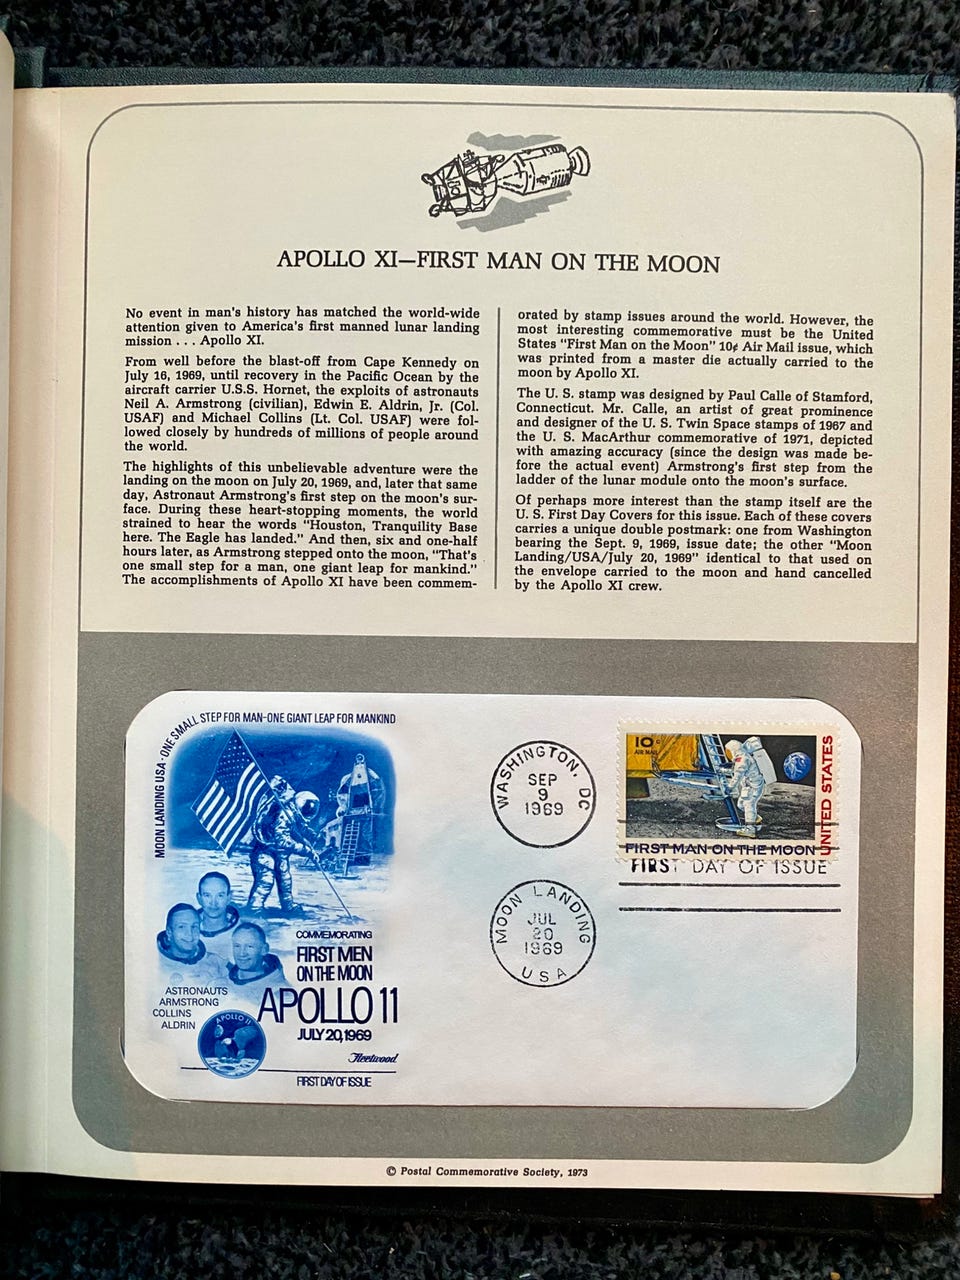 APOLLO XI—FIRST MAN ON THE MOON
No event in man's history has matched the world-wide
attention given to America's first manned lunar landing
mission . . . Apollo XI.
From well before the blast-off from Cape Kennedy on
July 16, 1969, until recovery in the Pacific Ocean by the
aircraft carrier U.S.S. Hornet, the exploits of astronauts
Neil A. Armstrong (civilian), Edwin E. Aldrin, Jr. (Col.
USAF) and Michael Collins (Lt. Col. USAF) were fol-
lowed closely by hundreds of millions of people around
the world.
The highlights of this unbelievable adventure were the
landing on the moon on July 20, 1969, and, later that same
day, Astronaut Armstrong's first step on the moon's sur-
face. During these heart-stopping moments, the world
strained to hear the words "Houston, Tranquility Base
here. The Eagle has landed." And then, six and one-half
hours later, as Armstrong stepped onto the moon, "That's
one small step for a man, one giant leap for mankind."
The accomplishments of Apollo XI have been commem-
orated by stamp issues around the world. However, the
most interesting commemorative must be the United
States "First Man on the Moon" 10¢ Air Mail issue, which
was printed from a master die actually carried to the
moon by Apollo XI.
The U. S. stamp was designed by Paul Calle of Stamford,
Connecticut. Mr. Calle, an artist of great prominence
and designer of the U. S. Twin Space stamps of 1967 and
the U. S. MacArthur commemorative of 1971, depicted
with amazing accuracy (since the design was made be-
fore the actual event) Armstrong's first step from the
ladder of the lunar module onto the moon's surface.
Of perhaps more interest than the stamp itself are the
U. S. First Day Covers for this issue. Each of these covers
carries a unique double postmark: one from Washington
bearing the Sept. 9, 1969, issue date; the other "Moon
Landing/USA/July 20, 1969" identical to that used on
the envelope carried to the moon and hand cancelled
by the Apollo XI crew.
MOON LANDING USA · ONE SMALL STEP FOR MAN-ONE GIANT LEAP FOR MANKIND
COMMEMORATING
FIRST MEN
ON THE MOON
APOLLO 11
JULY 20, 1969
ASTRONAUTS
ARMSTRONG
COLLINS
ALDRIN
APOLLO 11
Fleetwood
FIRST DAY OF ISSUE
WASHINGTON, DC
SEP
9
1969
MOON LANDING
JUL
20
1969
USA
10¢
AIR MAIL
UNITED STATES
FIRST MAN ON THE MOON
FIRST DAY OF ISSUE
© Postal Commemorative Society, 1973